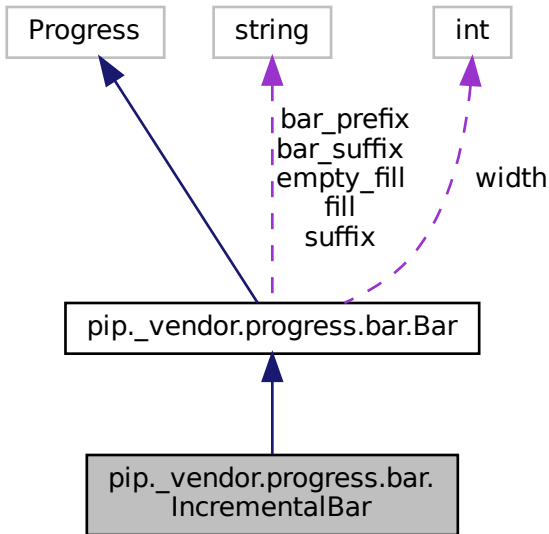 Progress
string
int
bar_prefix
bar_suffix
empty_fill
fill
suffix
width
pip._vendor.progress.bar.Bar
pip._vendor.progress.bar.
IncrementalBar